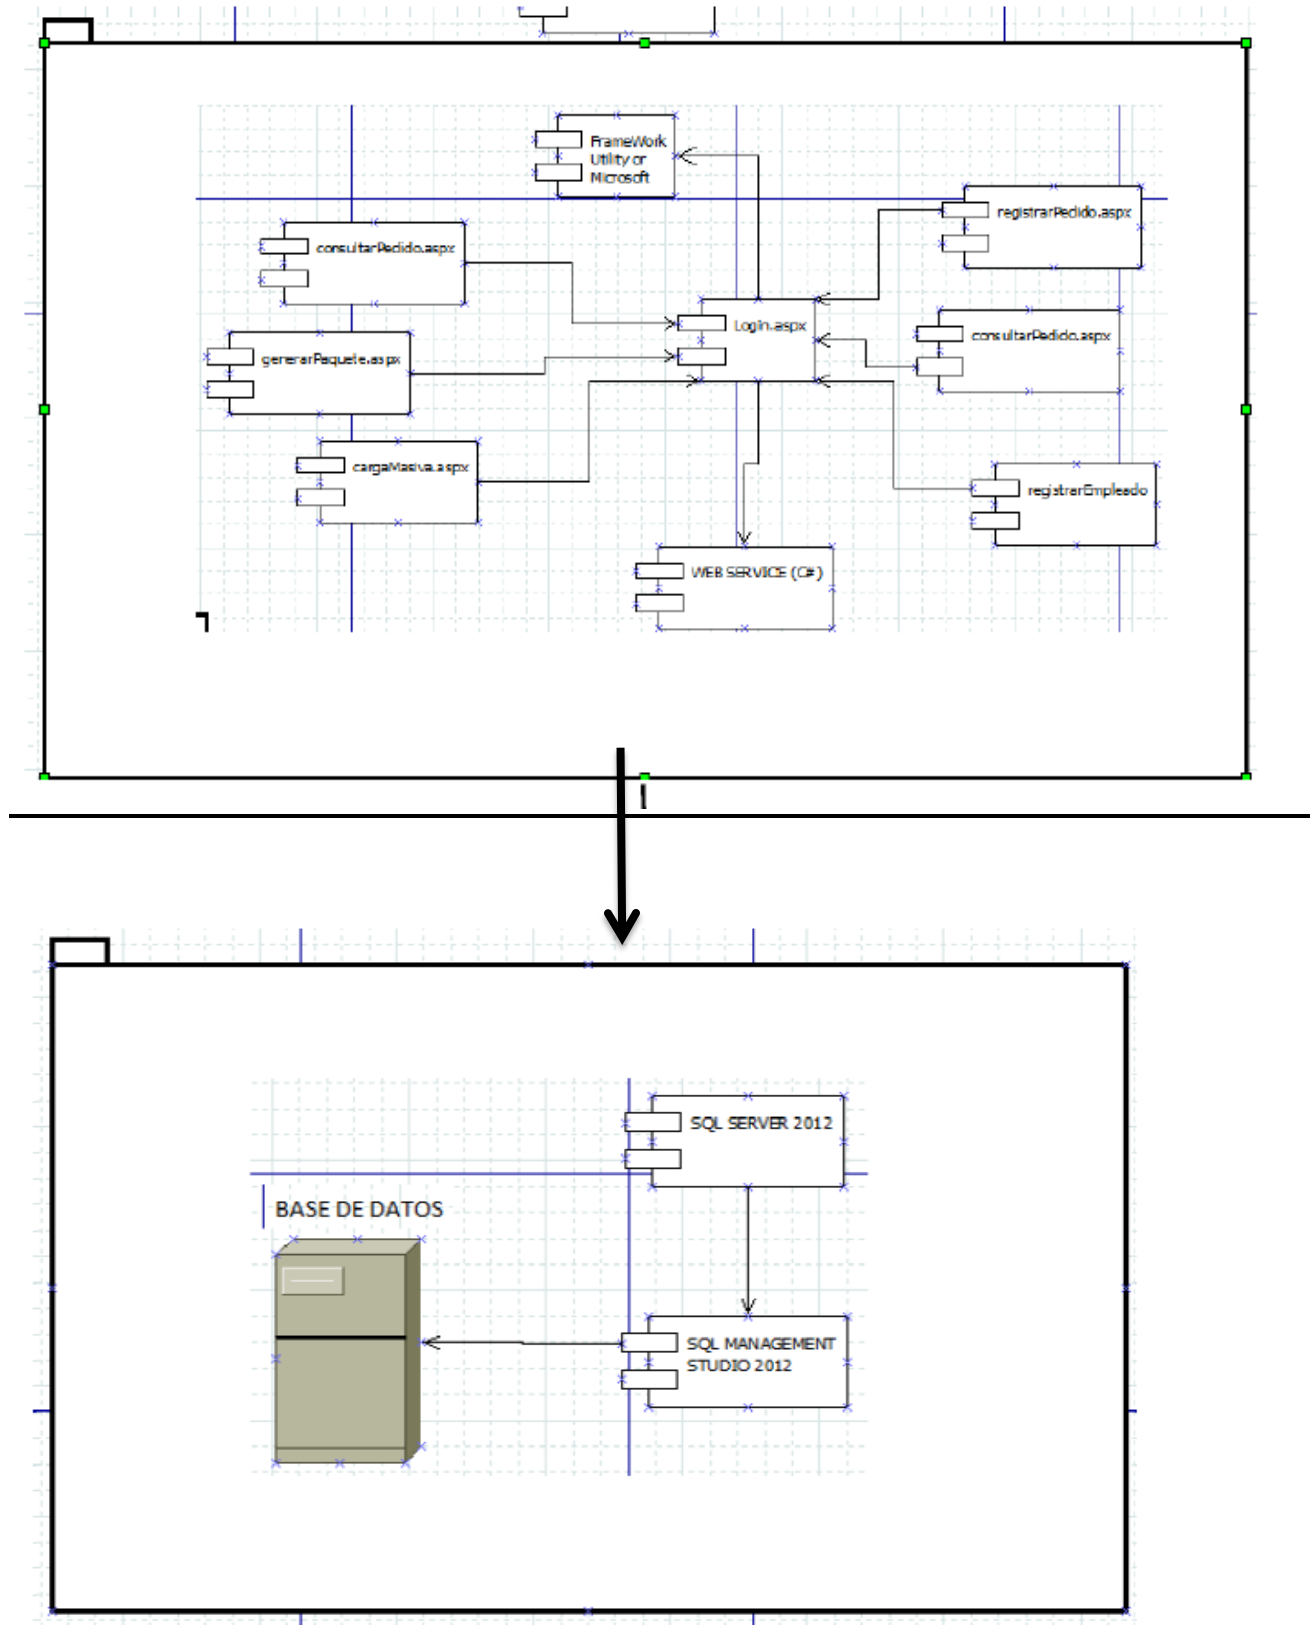 FrameWork
Utility or
Microsoft
registrarPedido.aspx
consultarPedido.aspx
Login.aspx
consultarPedido.aspx
generarPaquete.aspx
cargaMasiva.aspx
registrarEmpleado
WEB SERVICE (C#)
SQL SERVER 2012
BASE DE DATOS
SQL MANAGEMENT
STUDIO 2012